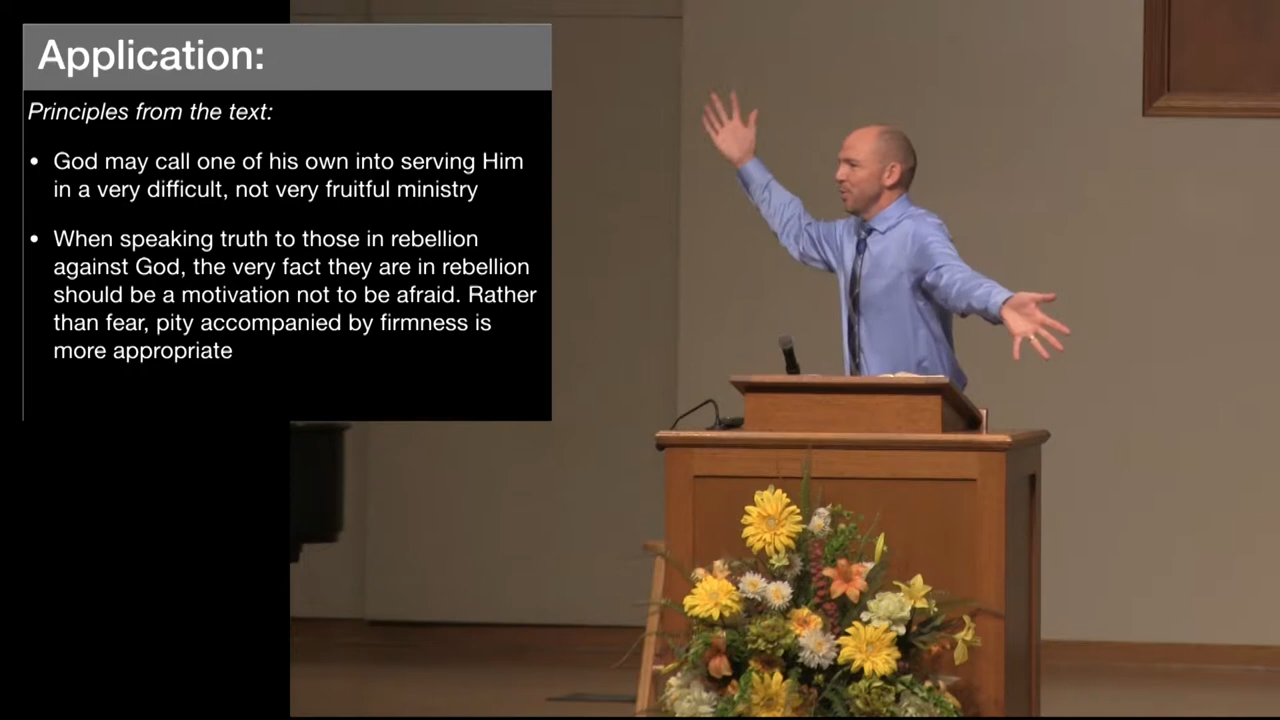 Application:
Principles from the text:
• God may call one of his own into serving Him
in a very difficult, not very fruitful ministry
• When speaking truth to those in rebellion
against God, the very fact they are in rebellion
should be a motivation not to be afraid. Rather
than fear, pity accompanied by firmness is
more appropriate